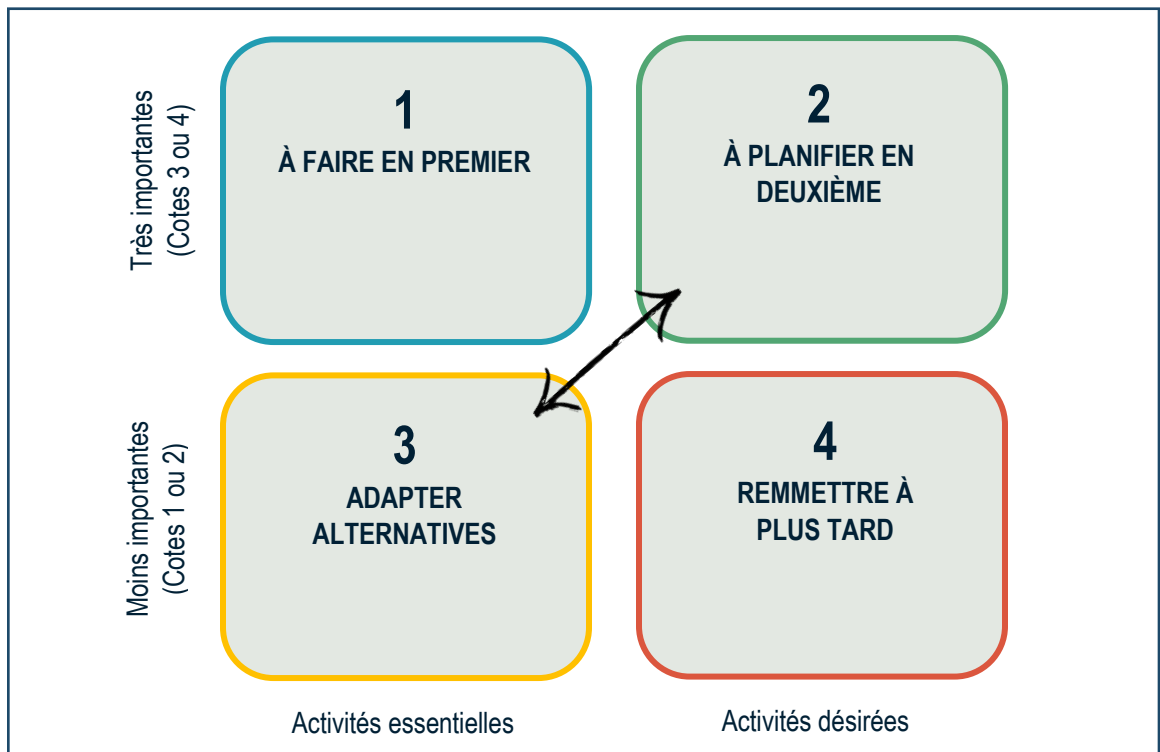 Très importantes
(Cotes 3 ou 4)
1
À FAIRE EN PREMIER
2
À PLANIFIER EN
DEUXIÈME
Moins importantes
(Cotes 1 ou 2)
3
ADAPTER
ALTERNATIVES
4
REMMETTRE À
PLUS TARD
Activités essentielles
Activités désirées